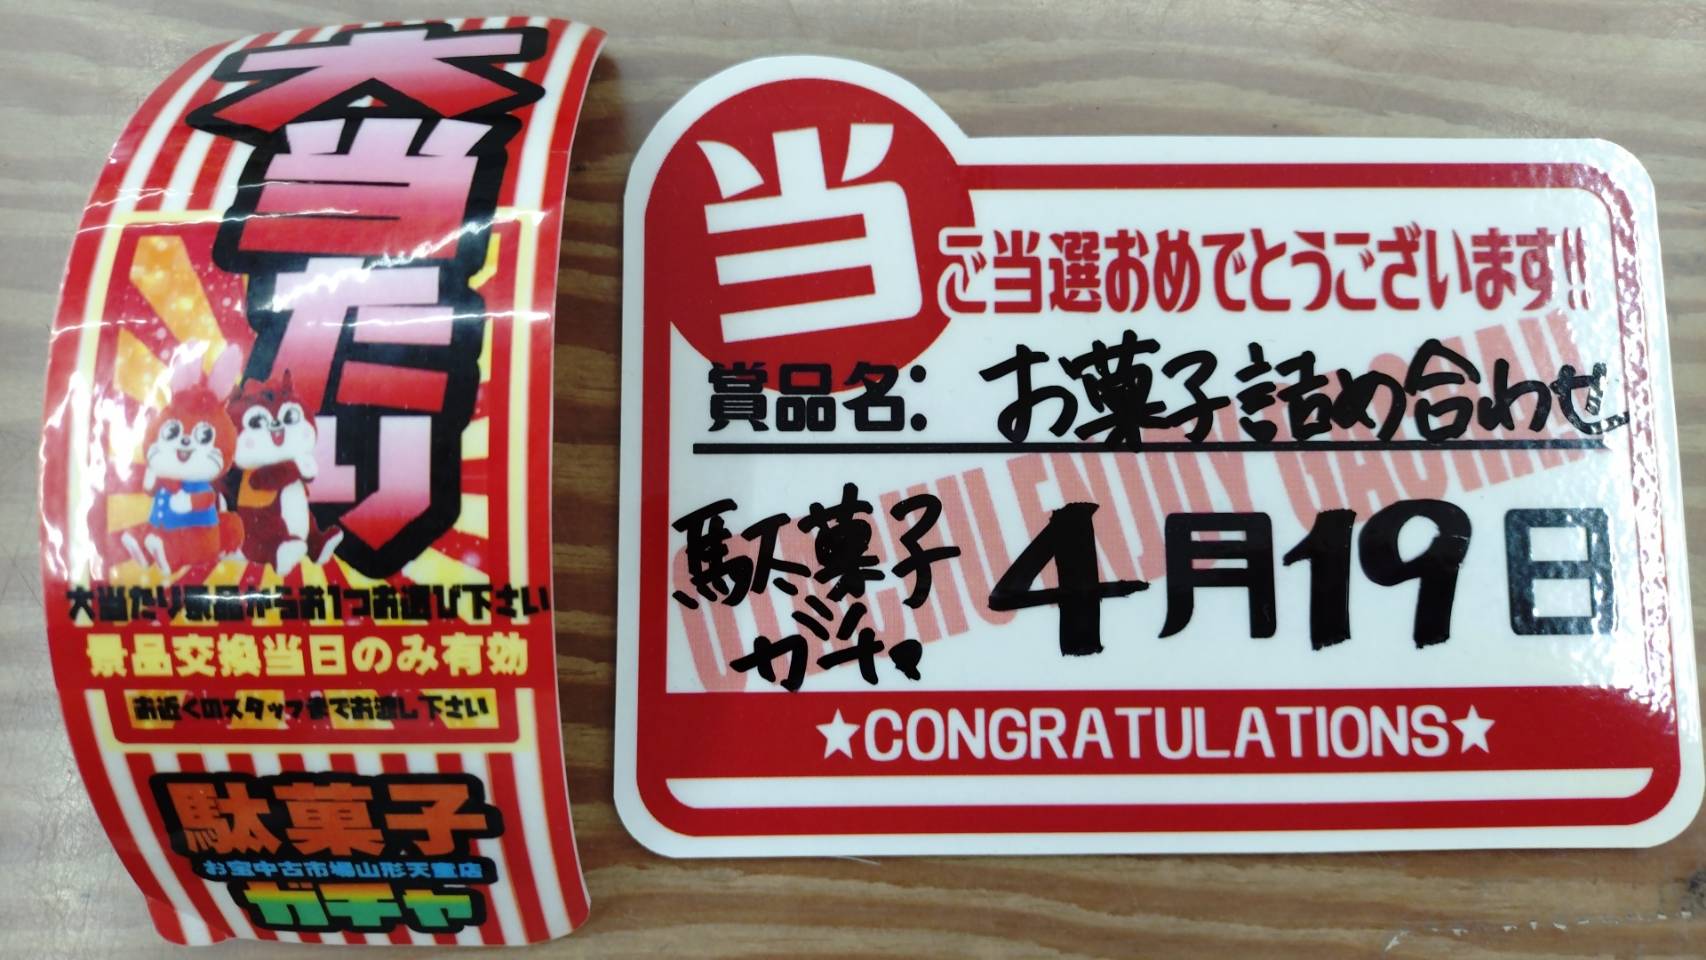 大当たり
大当たり景品からお1つお選び下さい
景品交換当日のみ有効
お近くのスタッフまでお渡し下さい
駄菓子
お宝中古市場山形天童店
ガチャ
当
ご当選おめでとうございます!!
賞品名: お菓子詰め合わせ
駄菓子
ガチャ
4月19日
★CONGRATULATIONS★